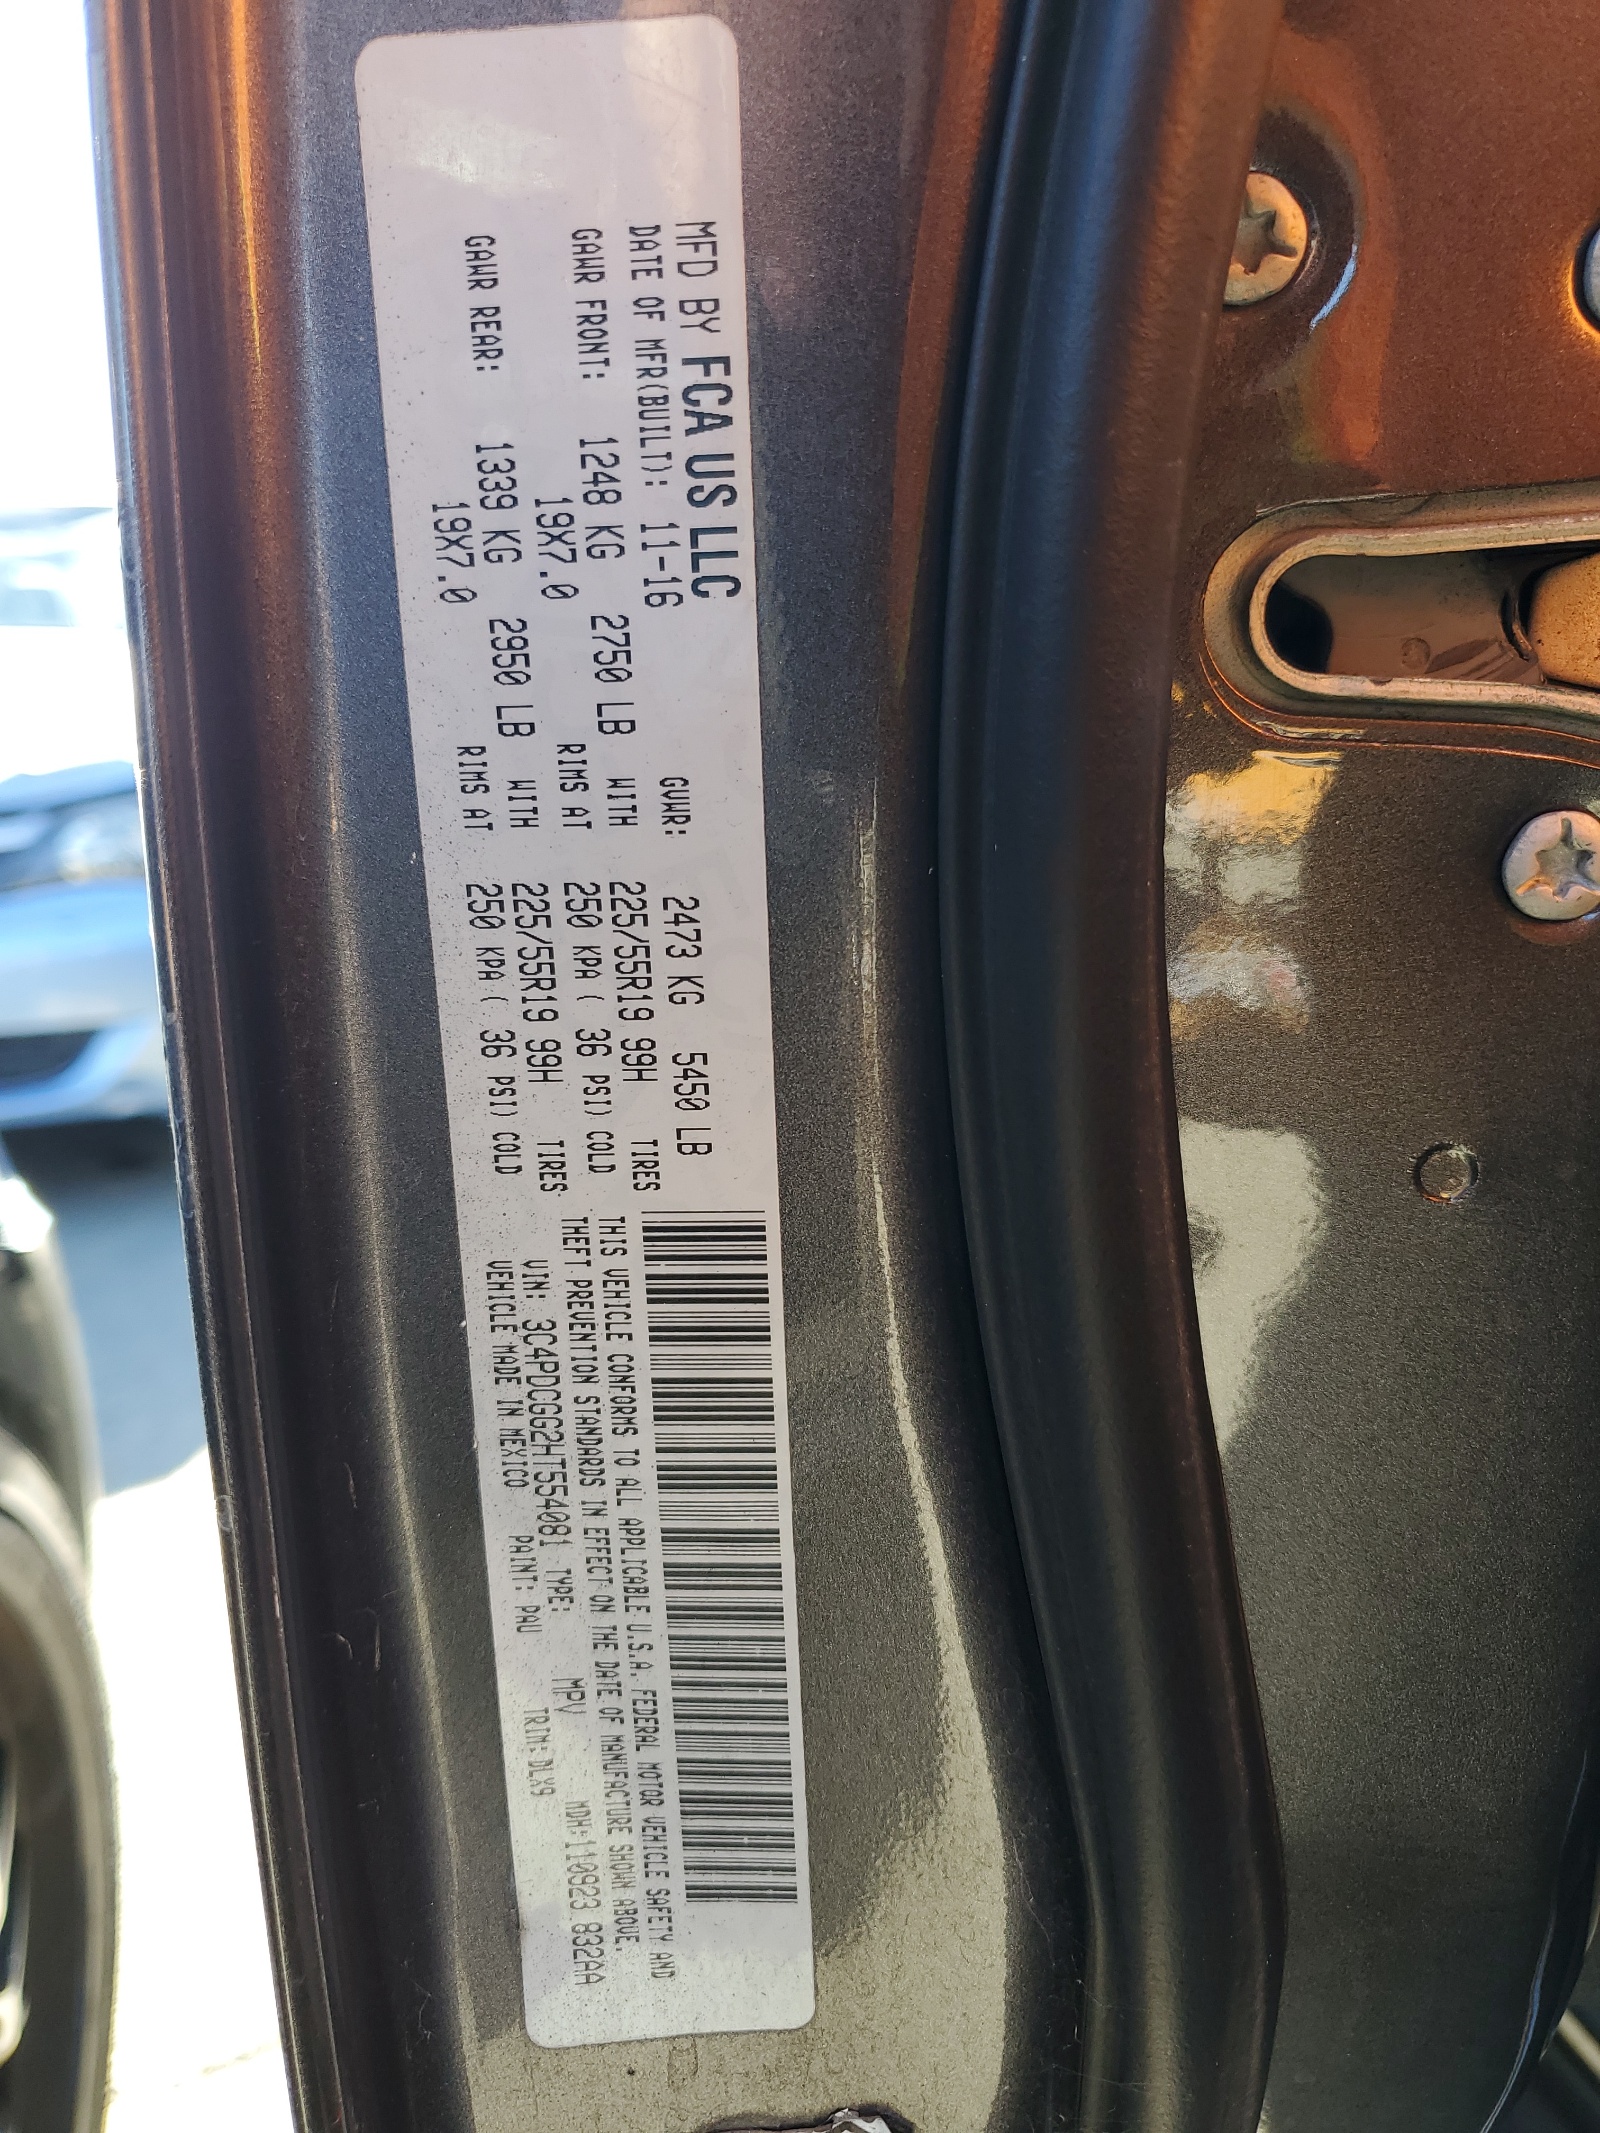 MFD BY FCA US LLC
DATE OF MFR(BUILT): 11-16 GVWR: 2473 KG 5450 LB
GAWR FRONT: 1248 KG 2750 LB WITH 225/55R19 99H TIRES
19X7.0 RIMS AT 250 KPA ( 36 PSI) COLD
GAWR REAR: 1339 KG 2950 LB WITH 225/55R19 99H TIRES
19X7.0 RIMS AT 250 KPA ( 36 PSI) COLD
THIS VEHICLE CONFORMS TO ALL APPLICABLE U.S.A. FEDERAL MOTOR VEHICLE SAFETY AND
THEFT PREVENTION STANDARDS IN EFFECT ON THE DATE OF MANUFACTURE SHOWN ABOVE.
VIN: 3C4PDCGG2HT554081 TYPE: MPV MDH:110923 832AA
VEHICLE MADE IN MEXICO PAINT: PAU TRIM: DLX9